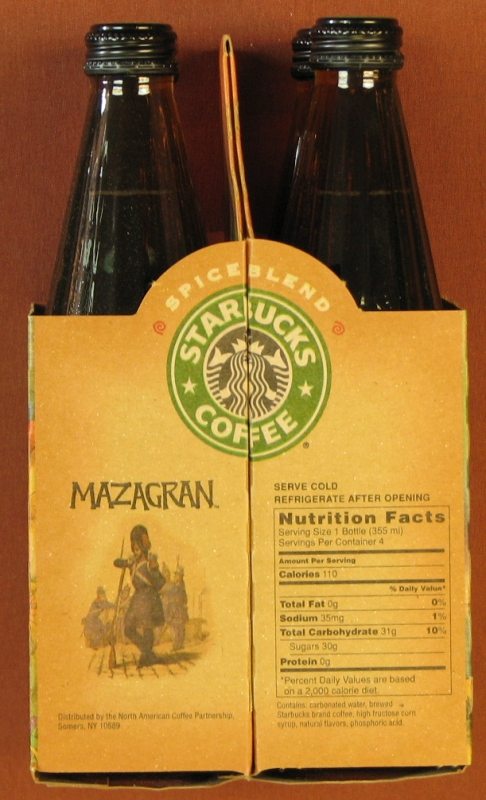 SPICE BLEND
STARBUCKS
COFFEE
®
MAZAGRAN™
Distributed by the North American Coffee Partnership,
Somers, NY 10589
SERVE COLD
REFRIGERATE AFTER OPENING
Nutrition Facts
Serving Size 1 Bottle (355 ml)
Servings Per Container 4
Amount Per Serving
Calories 110
% Daily Value*
Total Fat 0g 0%
Sodium 35mg 1%
Total Carbohydrate 31g 10%
Sugars 30g
Protein 0g
*Percent Daily Values are based
on a 2,000 calorie diet.
Contains: carbonated water, brewed
Starbucks brand coffee, high fructose corn
syrup, natural flavors, phosphoric acid.